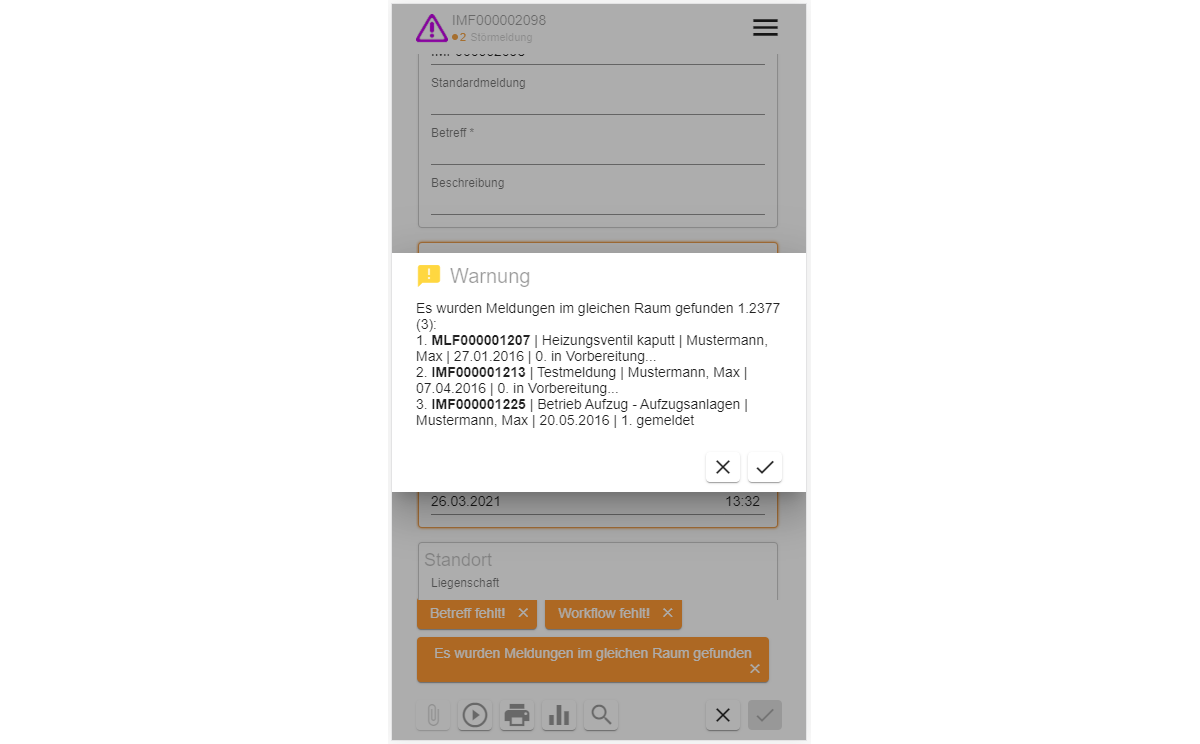 IMF000002098
2 Störmeldung
Standardmeldung
Betreff *
Beschreibung
Warnung
Es wurden Meldungen im gleichen Raum gefunden 1.2377
(3):
1. MLF000001207 | Heizungsventil kaputt | Mustermann,
Max | 27.01.2016 | 0. in Vorbereitung...
2. IMF000001213 | Testmeldung | Mustermann, Max |
07.04.2016 | 0. in Vorbereitung...
3. IMF000001225 | Betrieb Aufzug - Aufzugsanlagen |
Mustermann, Max | 20.05.2016 | 1. gemeldet
26.03.2021 13:32
Standort
Liegenschaft
Betreff fehlt! Workflow fehlt!
Es wurden Meldungen im gleichen Raum gefunden